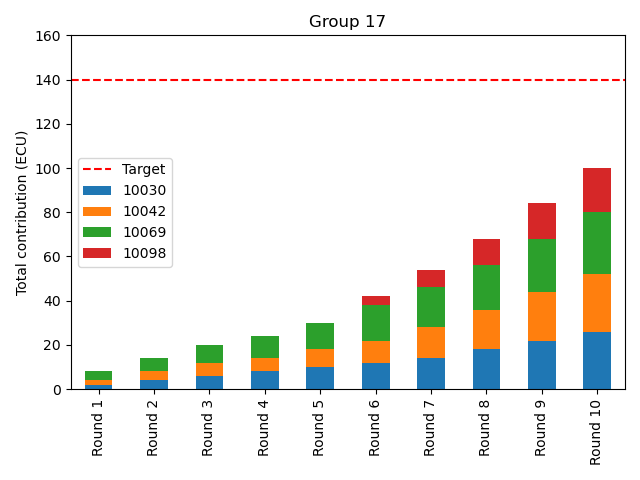 Group 17
Total contribution (ECU)
160
140
120
100
80
60
40
20
0
Target
10030
10042
10069
10098
Round 1
Round 2
Round 3
Round 4
Round 5
Round 6
Round 7
Round 8
Round 9
Round 10